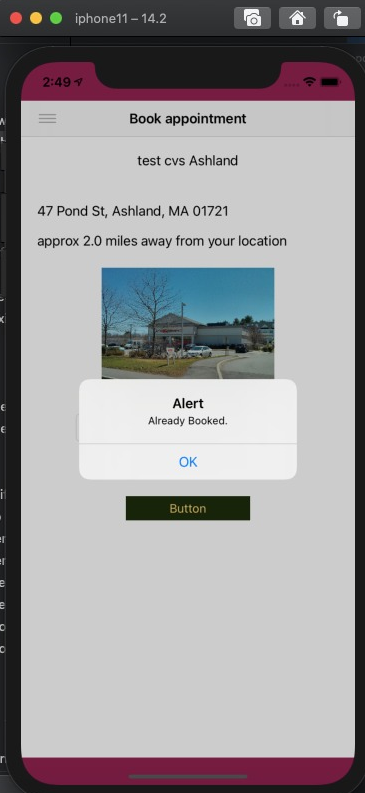 iphone11 – 14.2
2:49
Book appointment
test cvs Ashland
47 Pond St, Ashland, MA 01721
approx 2.0 miles away from your location
Alert
Already Booked.
OK
Button